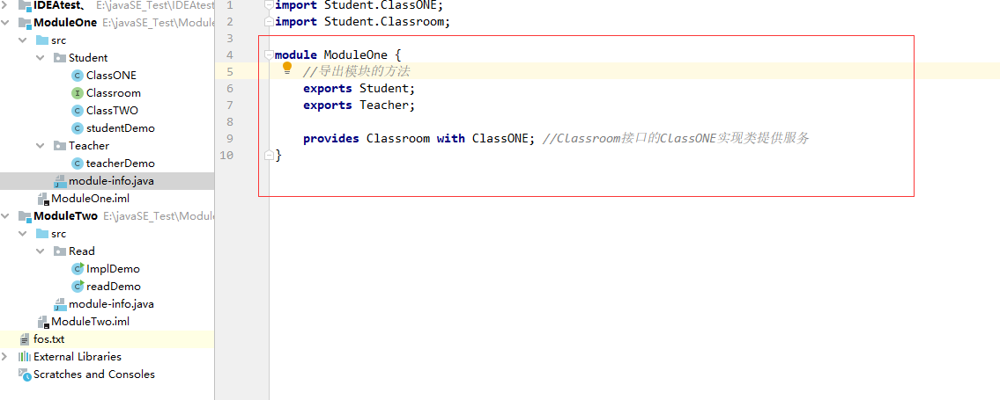 IDEAtest、 E:\javaSE_Test\IDEAtest
ModuleOne E:\javaSE_Test\Modul
src
Student
ClassONE
Classroom
ClassTWO
studentDemo
Teacher
teacherDemo
module-info.java
ModuleOne.iml
ModuleTwo E:\javaSE_Test\Module
src
Read
ImplDemo
readDemo
module-info.java
ModuleTwo.iml
fos.txt
External Libraries
Scratches and Consoles
1 import Student.ClassONE;
2 import Student.Classroom;
3
4 module ModuleOne {
5 //导出模块的方法
6 exports Student;
7 exports Teacher;
8
9 provides Classroom with ClassONE; //Classroom接口的ClassONE实现类提供服务
10 }